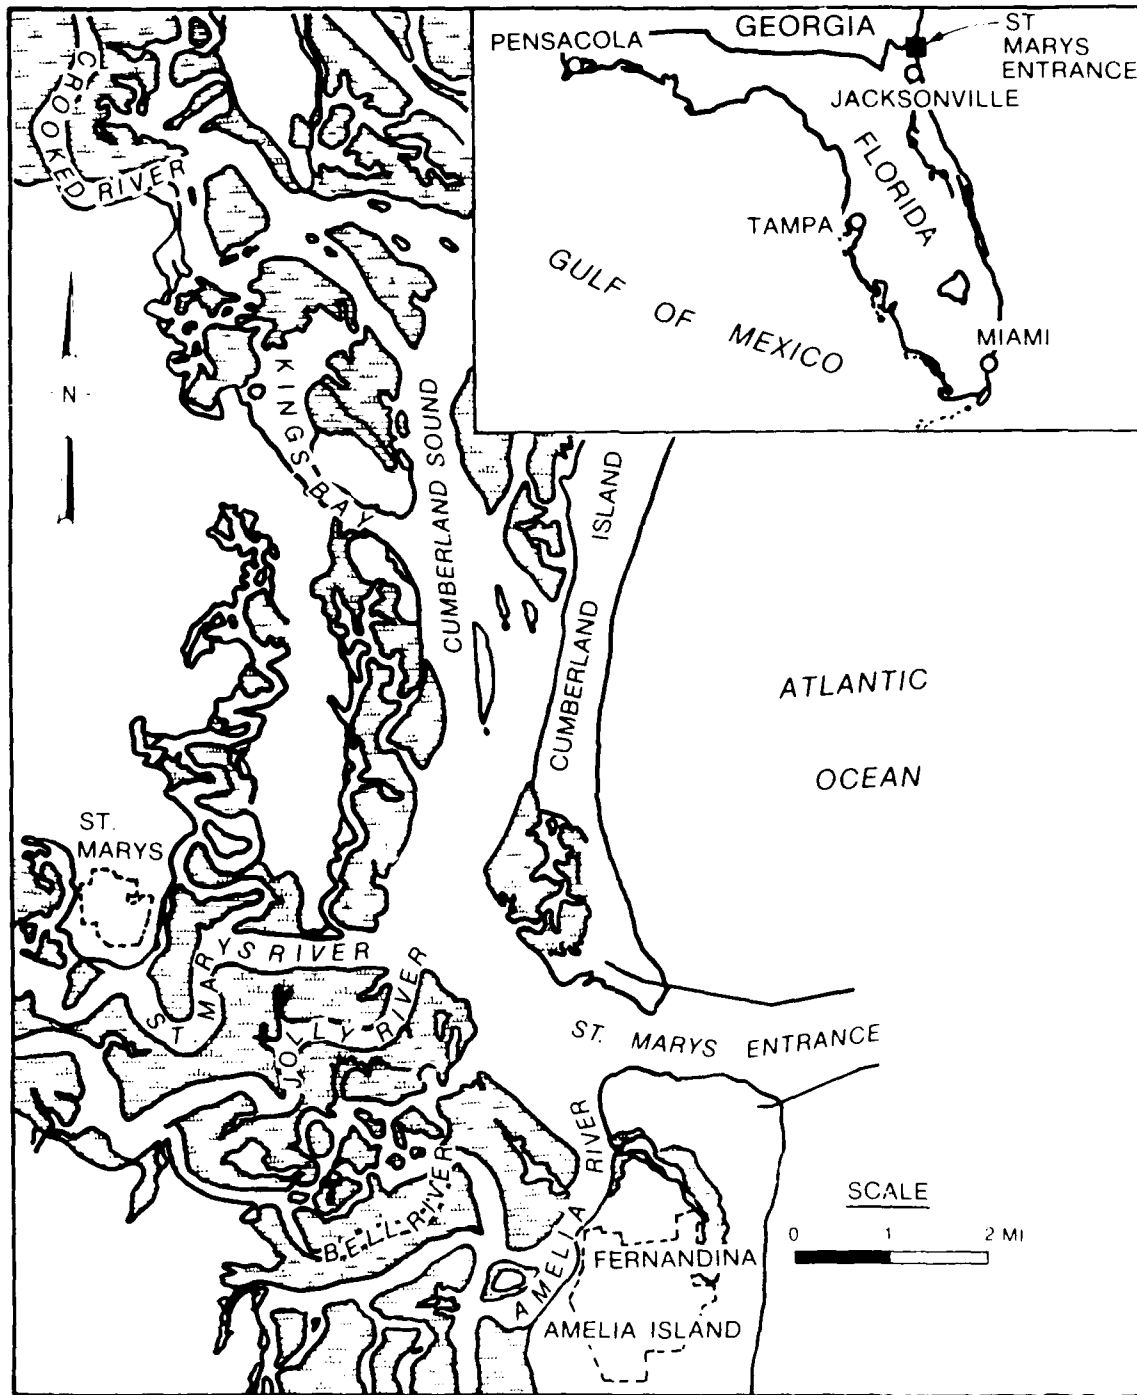 CROOKED RIVER
PENSACOLA
GEORGIA
ST
MARYS
ENTRANCE
JACKSONVILLE
FLORIDA
TAMPA
GULF OF MEXICO
MIAMI
N
KINGS BAY
CUMBERLAND SOUND
CUMBERLAND ISLAND
ATLANTIC
OCEAN
ST.
MARYS
ST MARYS RIVER
JOLLY RIVER
ST. MARYS ENTRANCE
BELL RIVER
AMELIA RIVER
SCALE
0 2 MI
FERNANDINA
AMELIA ISLAND